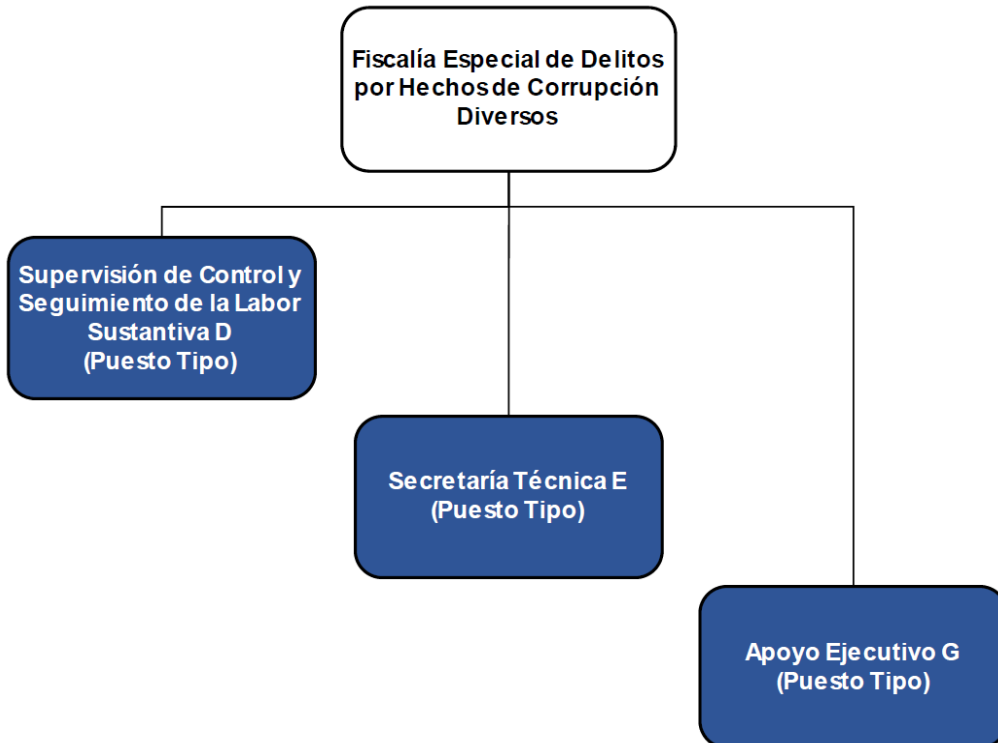 Fiscalía Especial de Delitos
por Hechos de Corrupción
Diversos
Supervisión de Control y
Seguimiento de la Labor
Sustantiva D
(Puesto Tipo)
Secretaría Técnica E
(Puesto Tipo)
Apoyo Ejecutivo G
(Puesto Tipo)